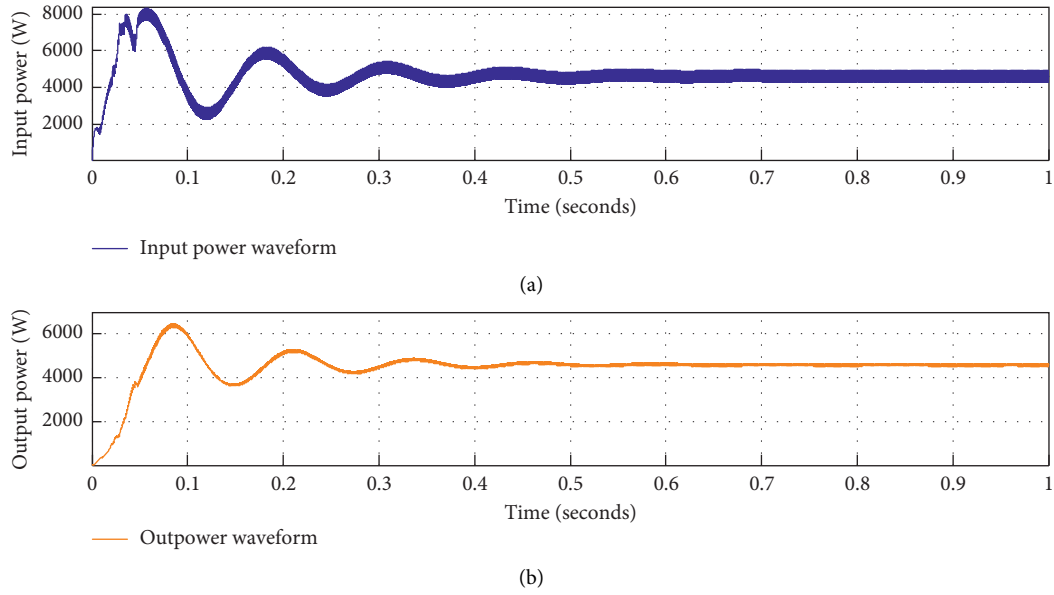 Input power (W)
8000
6000
4000
2000
0 0.1 0.2 0.3 0.4 0.5 0.6 0.7 0.8 0.9 1
Time (seconds)
Input power waveform
(a)
Output power (W)
6000
4000
2000
0 0.1 0.2 0.3 0.4 0.5 0.6 0.7 0.8 0.9 1
Time (seconds)
Outpower waveform
(b)